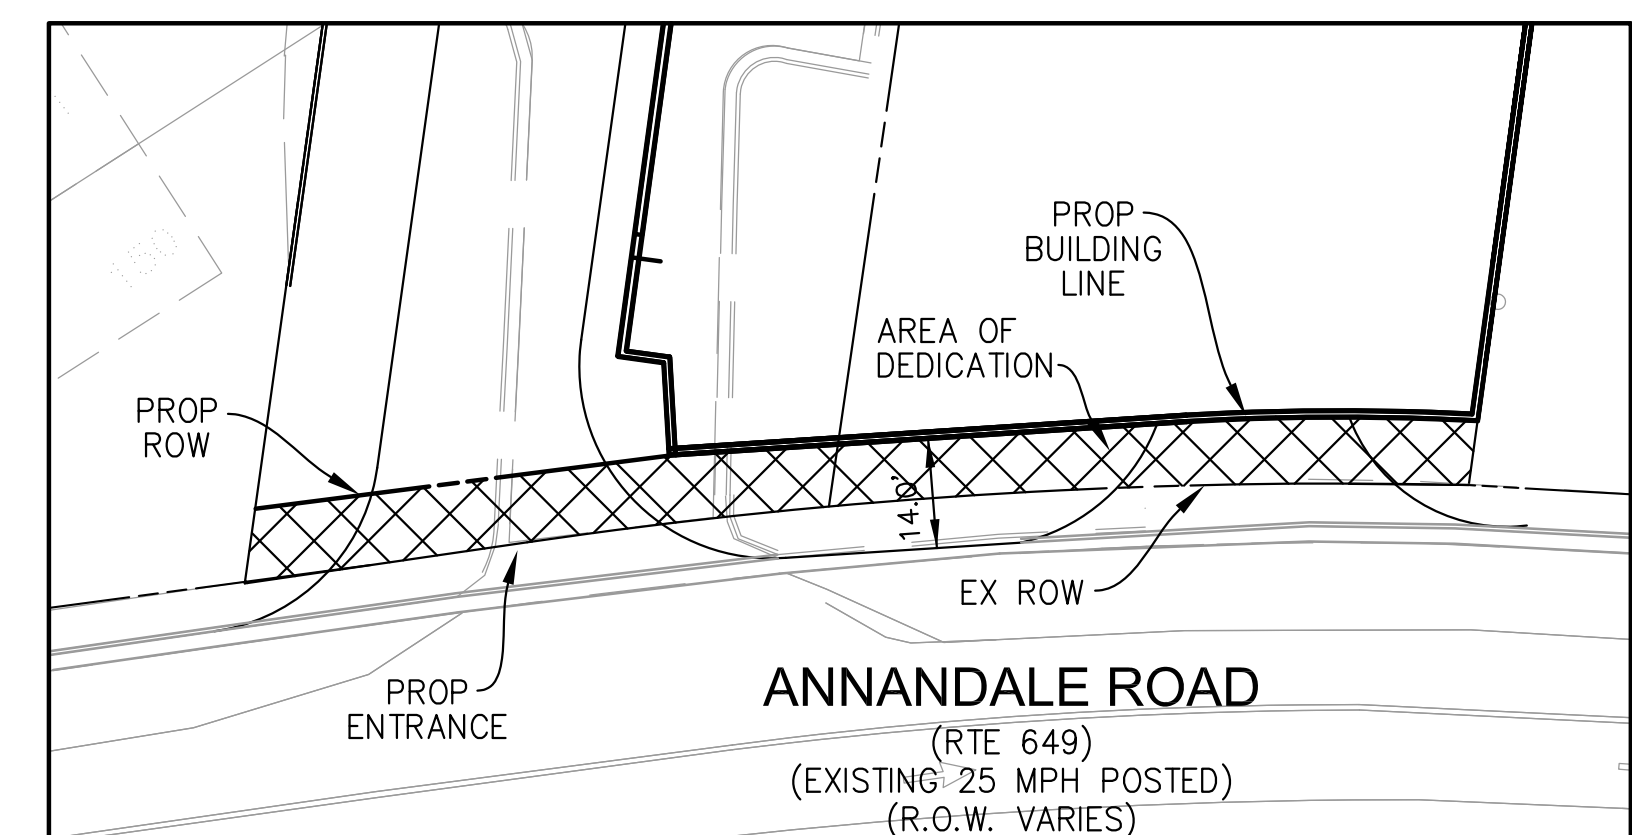 PROP
BUILDING
LINE
AREA OF
DEDICATION
PROP
ROW
14.0'
EX ROW
PROP
ENTRANCE
ANNANDALE ROAD
(RTE 649)
(EXISTING 25 MPH POSTED)
(R.O.W. VARIES)